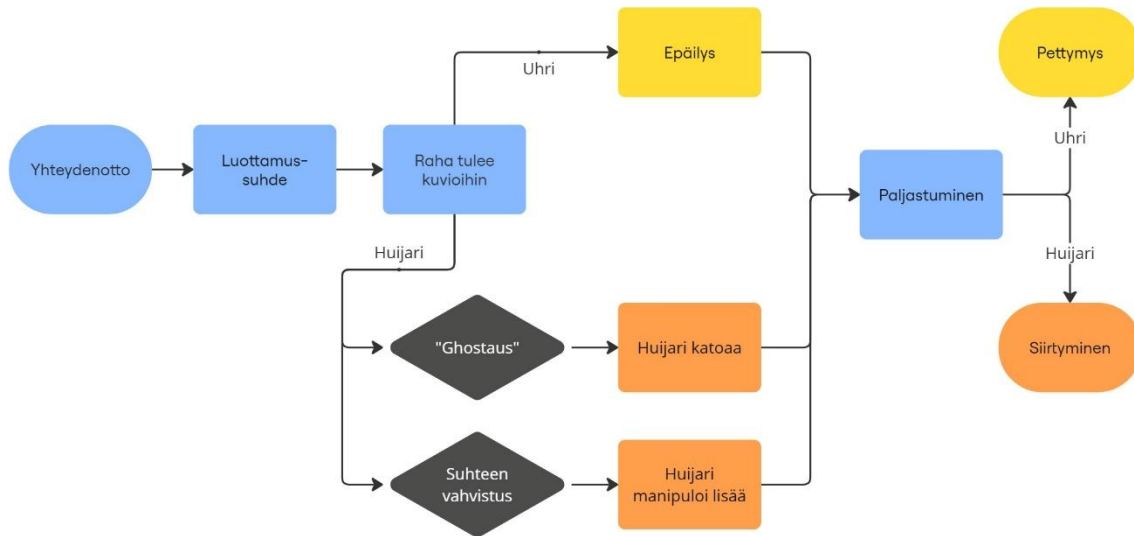 Uhri
Epäilys
Pettymys
Yhteydenotto
Luottamus-
suhde
Raha tulee
kuvioihin
Paljastuminen
Uhri
Huijari
Huijari
"Ghostaus"
Huijari katoaa
Siirtyminen
Suhteen
vahvistus
Huijari
manipuloi lisää